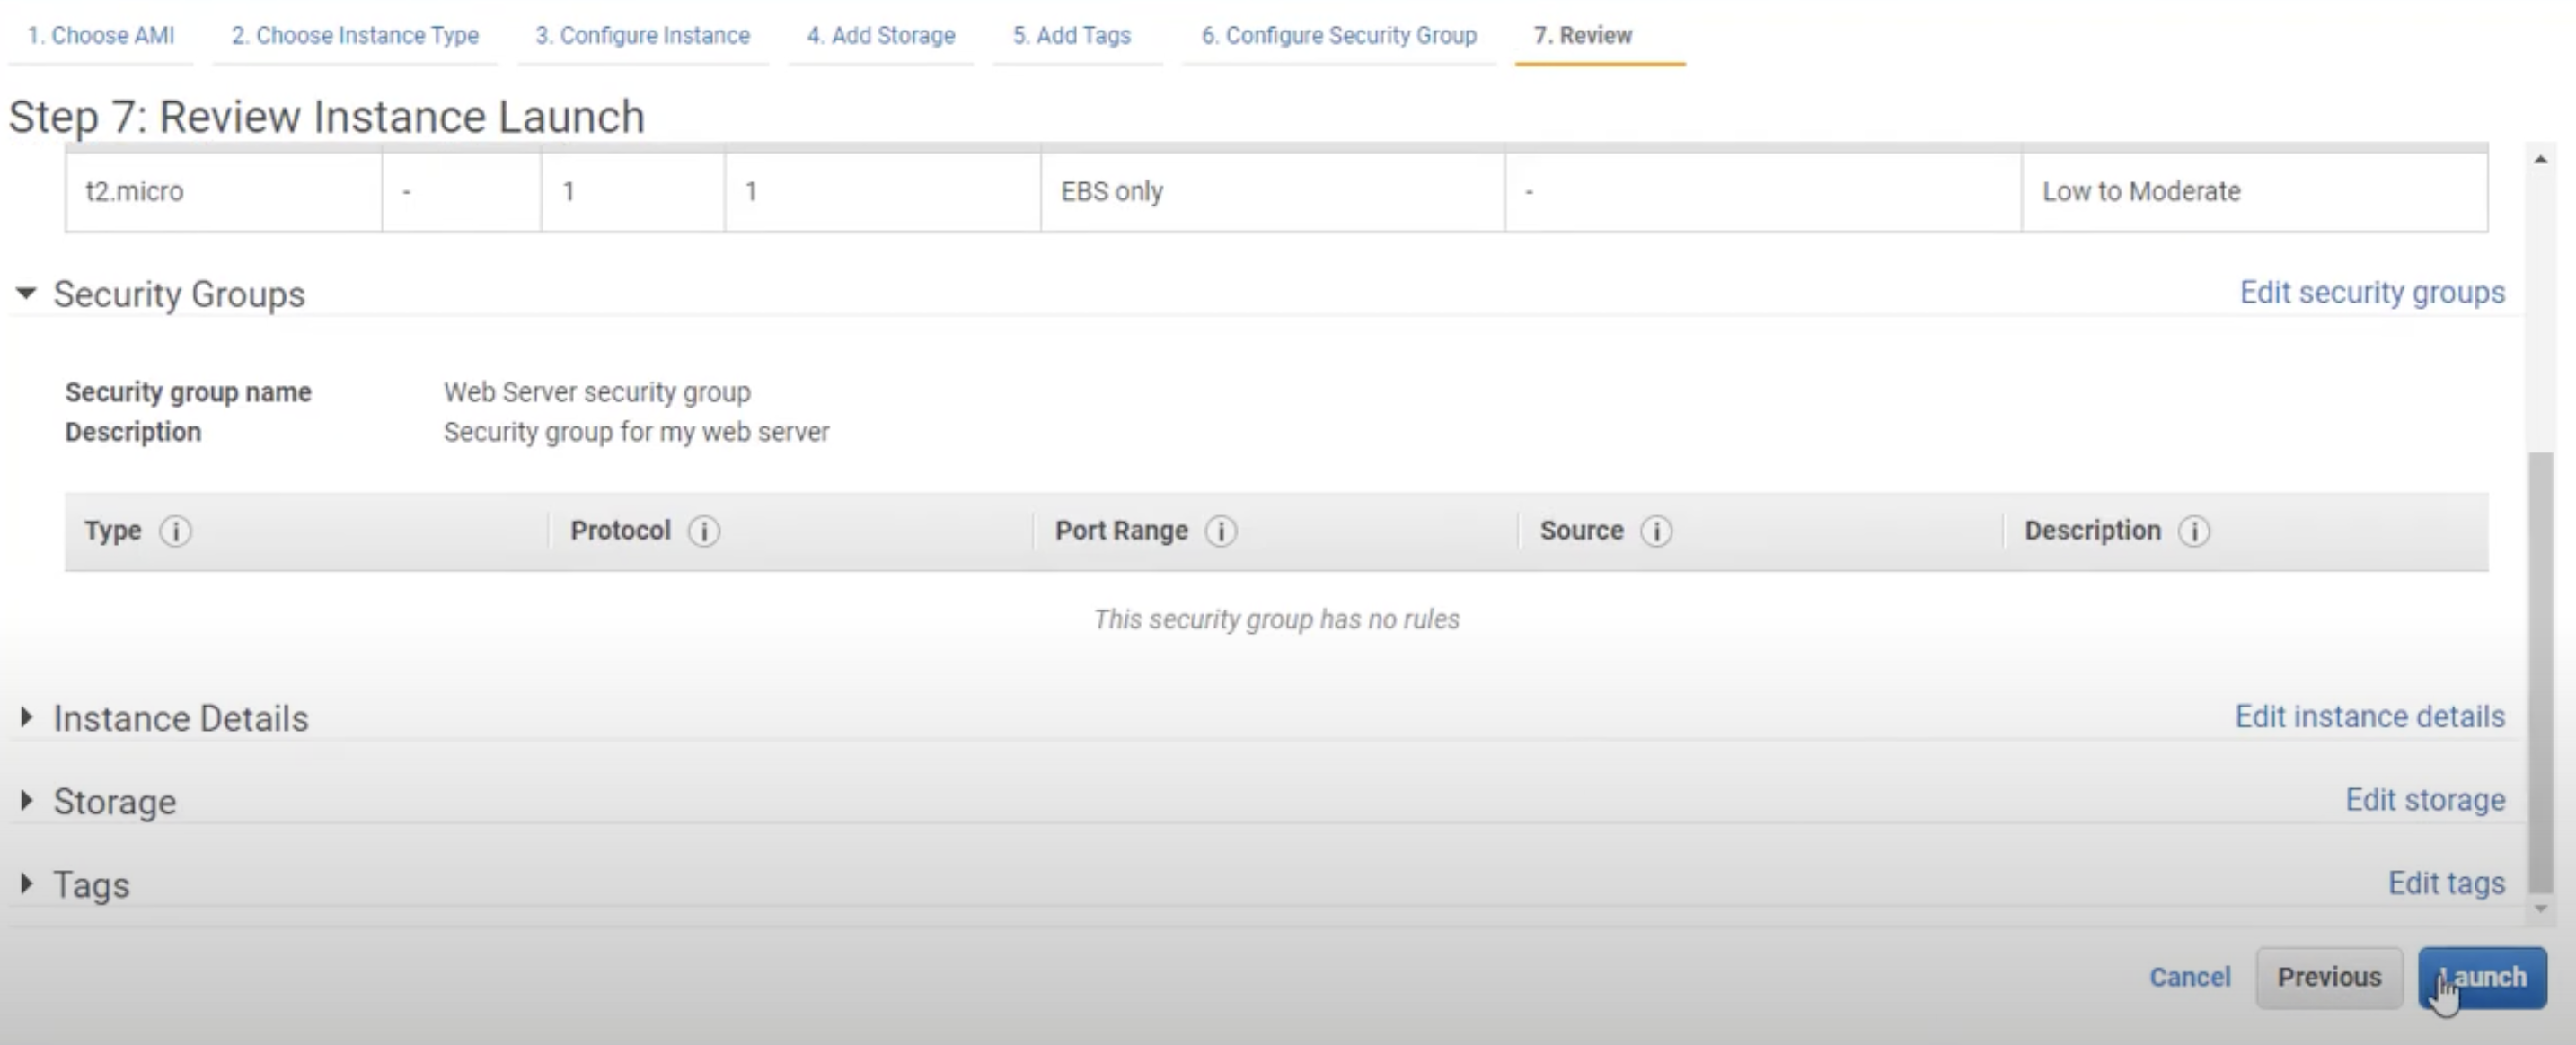 1. Choose AMI 2. Choose Instance Type 3. Configure Instance 4. Add Storage 5. Add Tags 6. Configure Security Group 7. Review
Step 7: Review Instance Launch
t2.micro - 1 1 EBS only - Low to Moderate
Security Groups Edit security groups
Security group name Web Server security group
Description Security group for my web server
Type i Protocol i Port Range i Source i Description i
This security group has no rules
Instance Details Edit instance details
Storage Edit storage
Tags Edit tags
Cancel Previous Launch